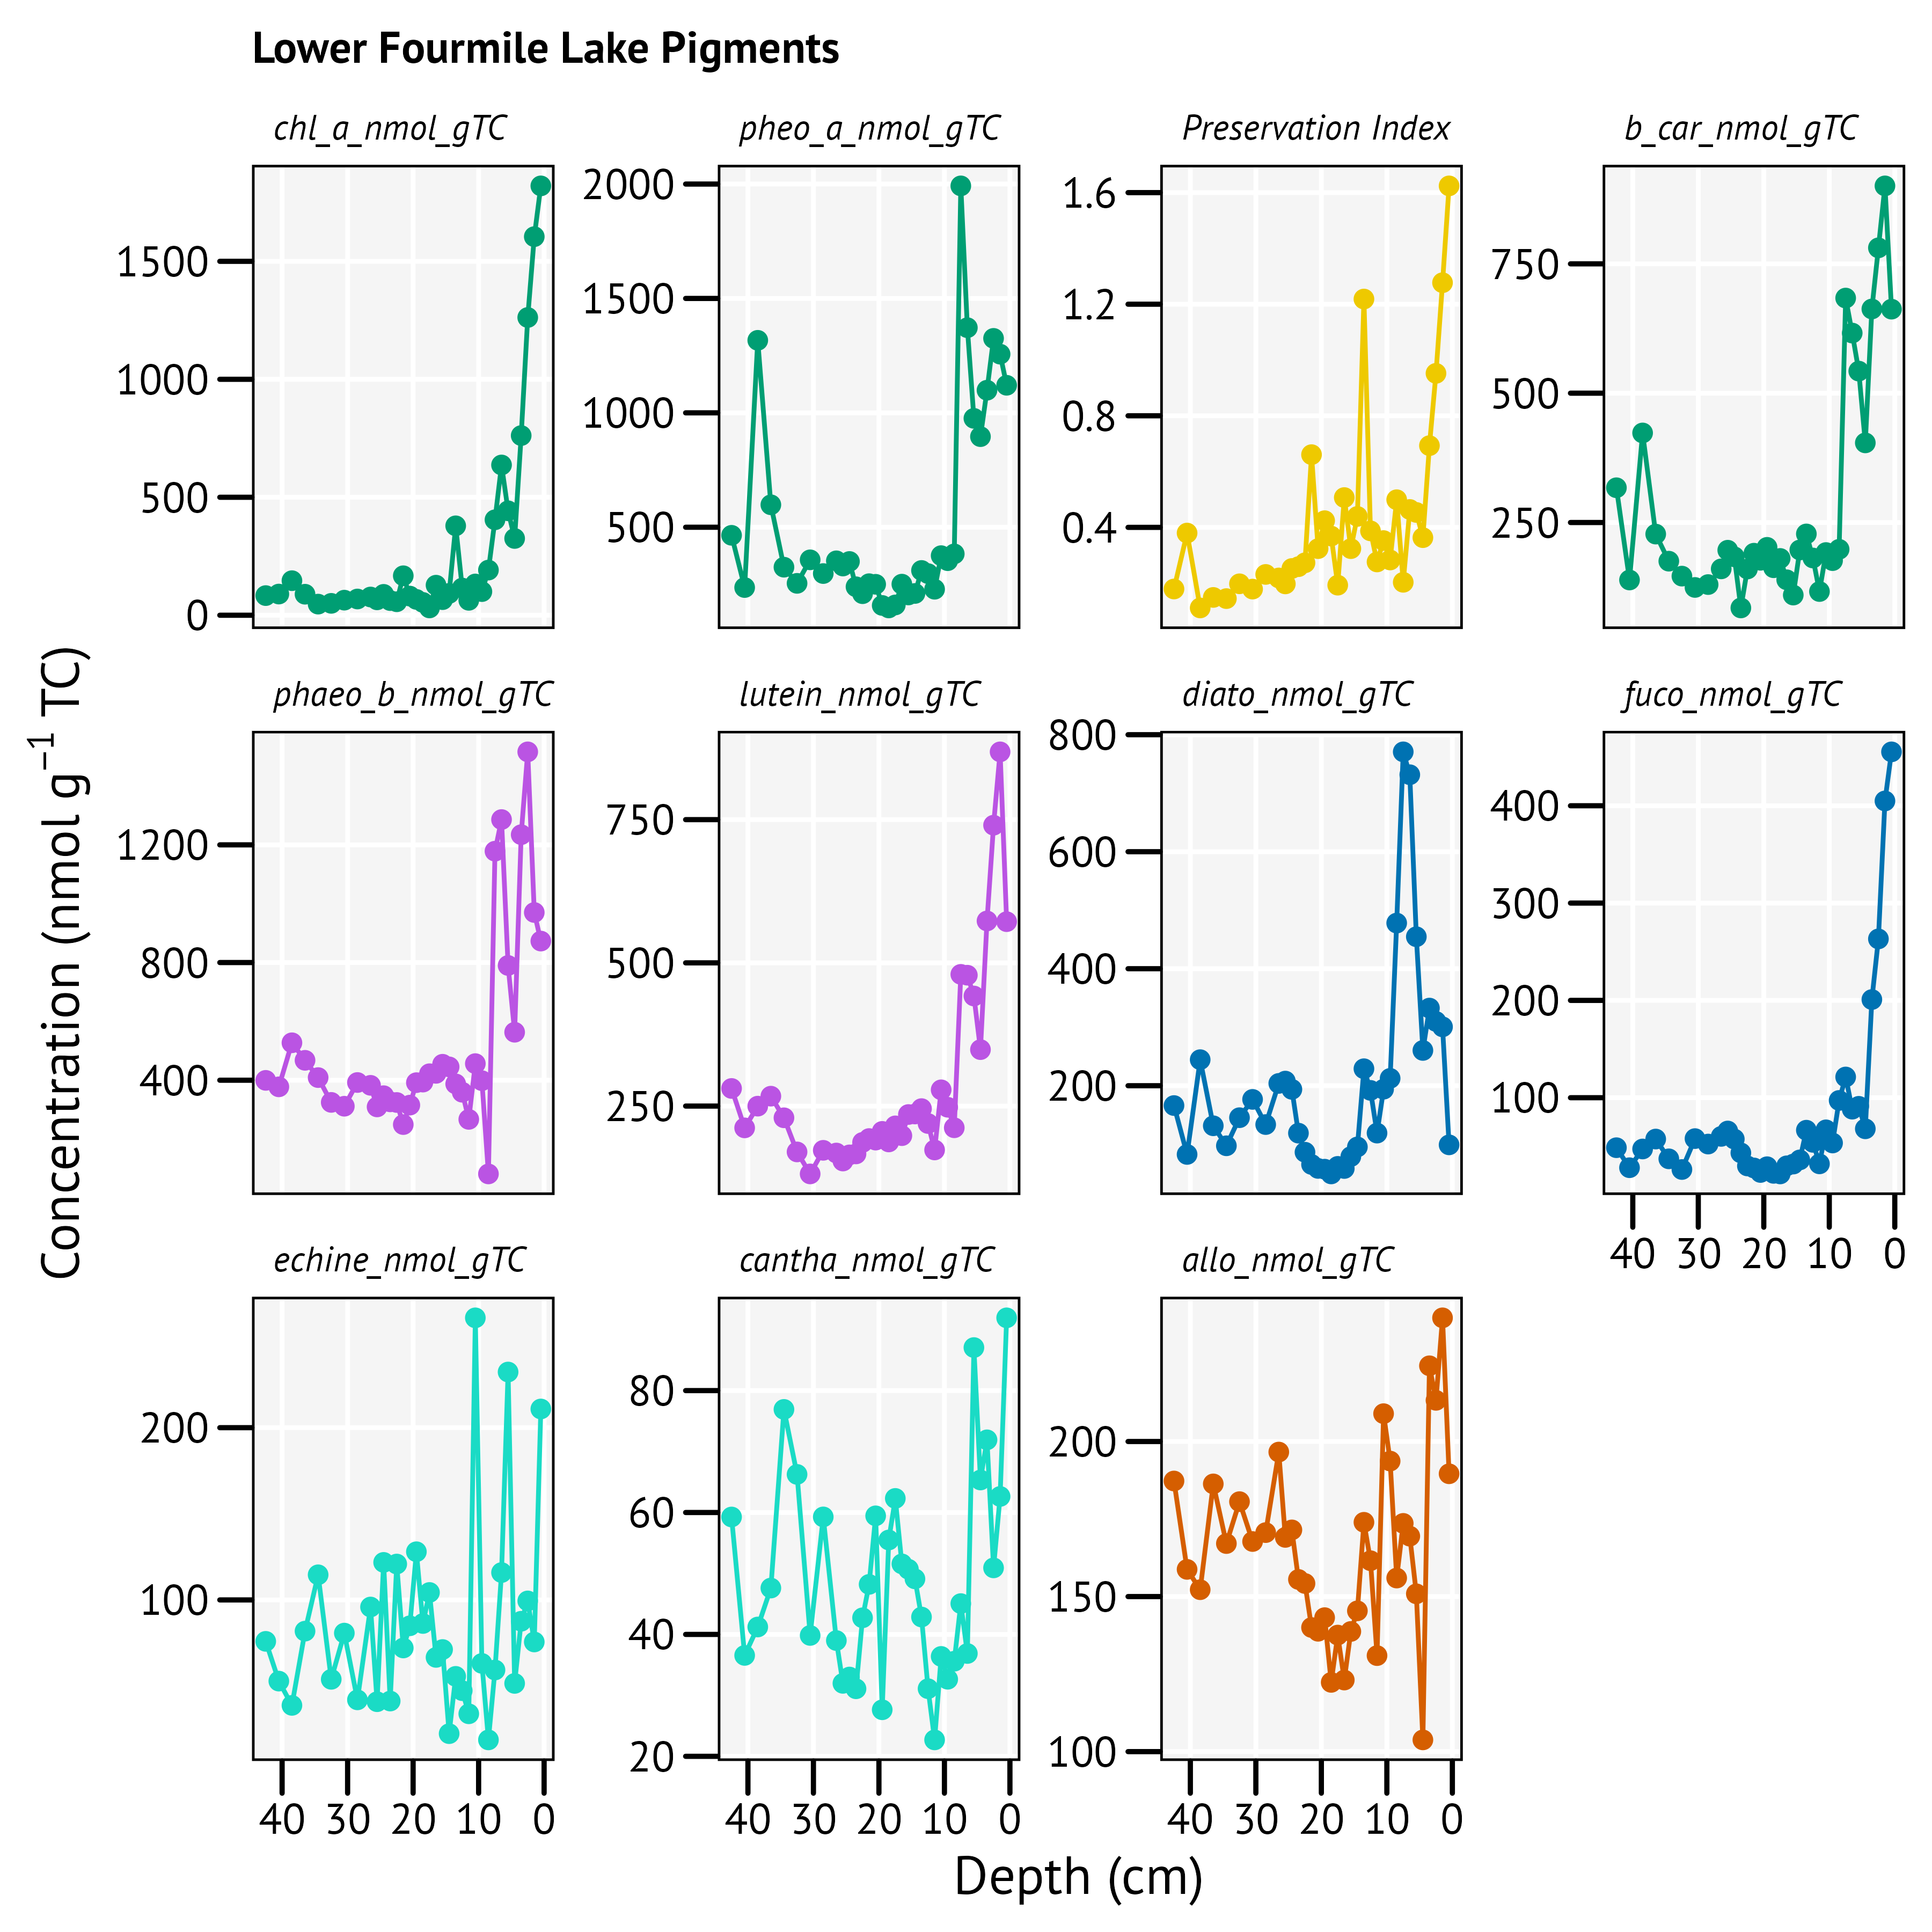 Lower Fourmile Lake Pigments
chl_a_nmol_gTC
pheo_a_nmol_gTC
Preservation Index
b_car_nmol_gTC
1500
1000
500
0
2000
1500
1000
500
1.6
1.2
0.8
0.4
750
500
250
Concentration (nmol g⁻¹ TC)
phaeo_b_nmol_gTC
lutein_nmol_gTC
diato_nmol_gTC
fuco_nmol_gTC
1200
800
400
750
500
250
800
600
400
200
400
300
200
100
40 30 20 10 0
echine_nmol_gTC
cantha_nmol_gTC
allo_nmol_gTC
200
100
80
60
40
20
200
150
100
40 30 20 10 0
40 30 20 10 0
40 30 20 10 0
Depth (cm)